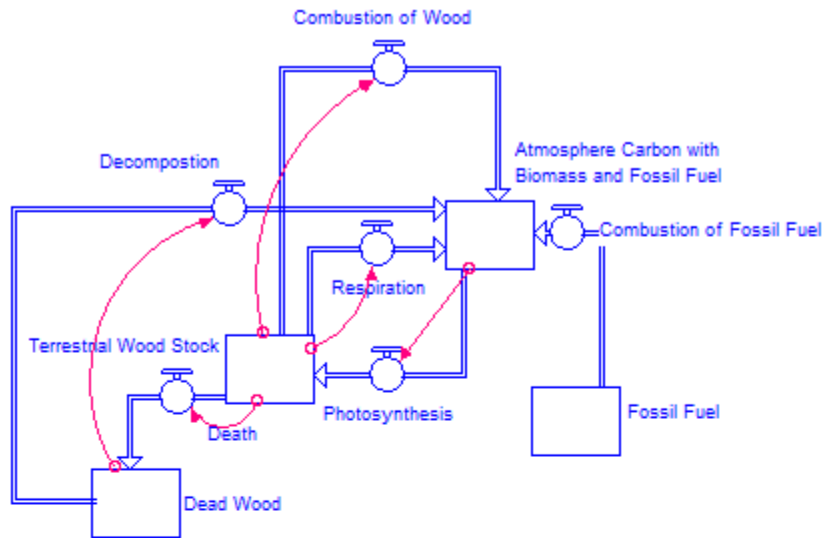 Combustion of Wood
Decompostion
Atmosphere Carbon with
Biomass and Fossil Fuel
Combustion of Fossil Fuel
Respiration
Terrestrial Wood Stock
Photosynthesis
Fossil Fuel
Death
Dead Wood